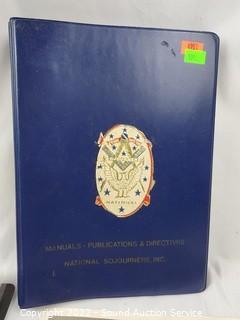 NATIONAL
MANUALS - PUBLICATIONS & DIRECTIVES
NATIONAL SOJOURNERS, INC.
Copyright 2022 - Sound Auction Service